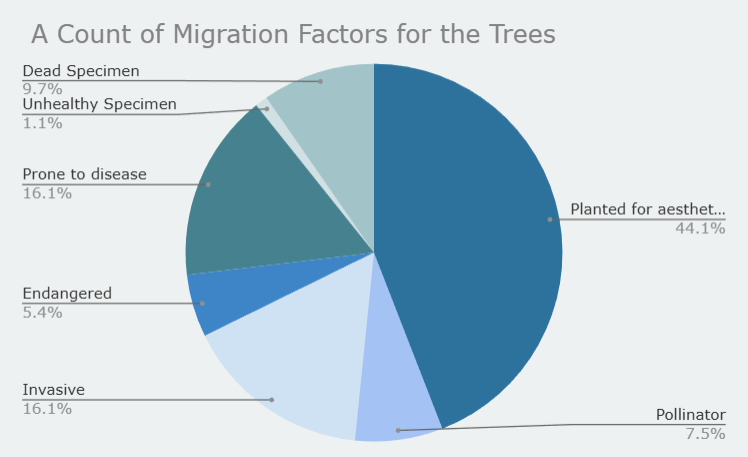 A Count of Migration Factors for the Trees
Dead Specimen
9.7%
Unhealthy Specimen
1.1%
Prone to disease
16.1%
Planted for aesthet...
44.1%
Endangered
5.4%
Invasive
16.1%
Pollinator
7.5%